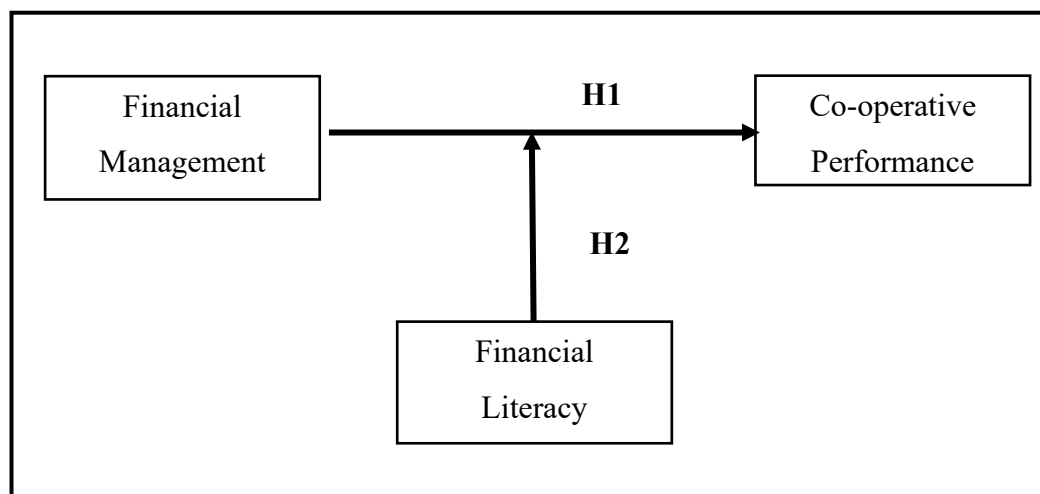 Financial
Management
H1
Co-operative
Performance
H2
Financial
Literacy